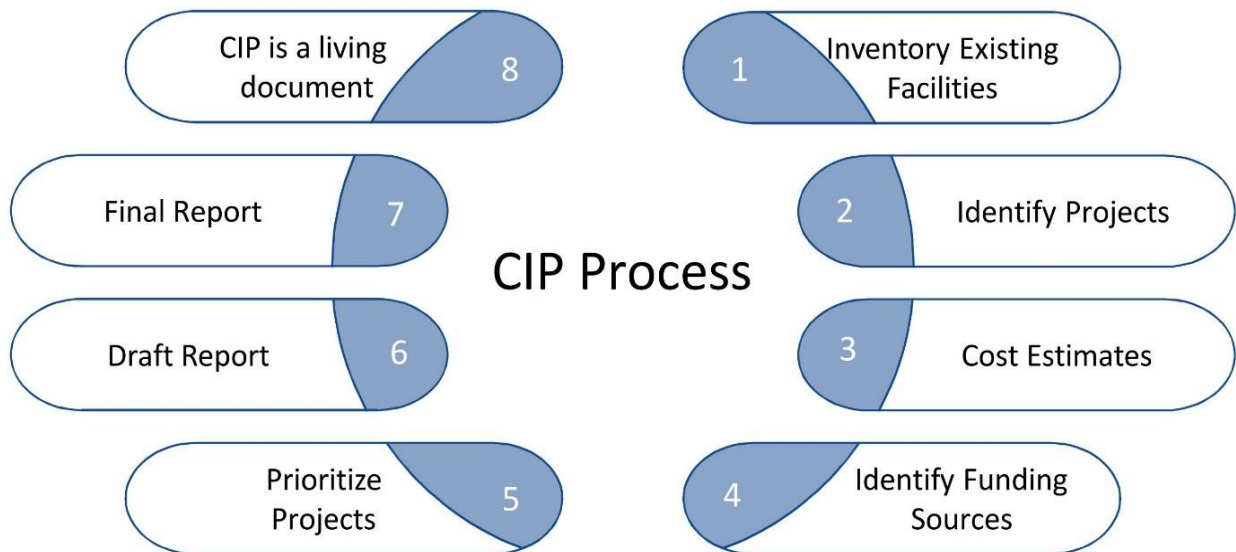 CIP Process
1
Inventory Existing
Facilities
2
Identify Projects
3
Cost Estimates
4
Identify Funding
Sources
5
Prioritize
Projects
6
Draft Report
7
Final Report
8
CIP is a living
document